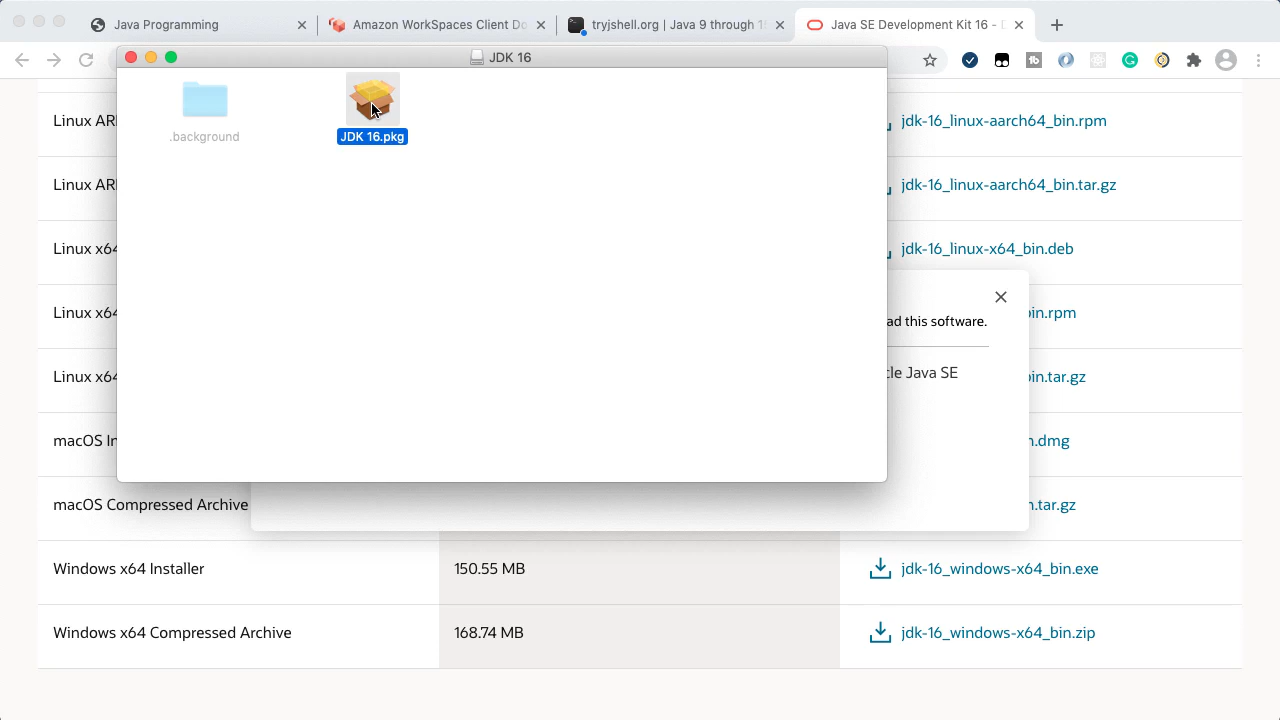 Java Programming
Amazon WorkSpaces Client Do
tryjshell.org | Java 9 through 1
Java SE Development Kit 16 -
JDK 16
.background
JDK 16.pkg
Linux AR
jdk-16_linux-aarch64_bin.rpm
Linux AR
jdk-16_linux-aarch64_bin.tar.gz
Linux x64
jdk-16_linux-x64_bin.deb
ad this software.
Linux x64
bin.rpm
cle Java SE
Linux x64
bin.tar.gz
macOS In
n.dmg
macOS Compressed Archive
n.tar.gz
Windows x64 Installer
150.55 MB
jdk-16_windows-x64_bin.exe
Windows x64 Compressed Archive
168.74 MB
jdk-16_windows-x64_bin.zip